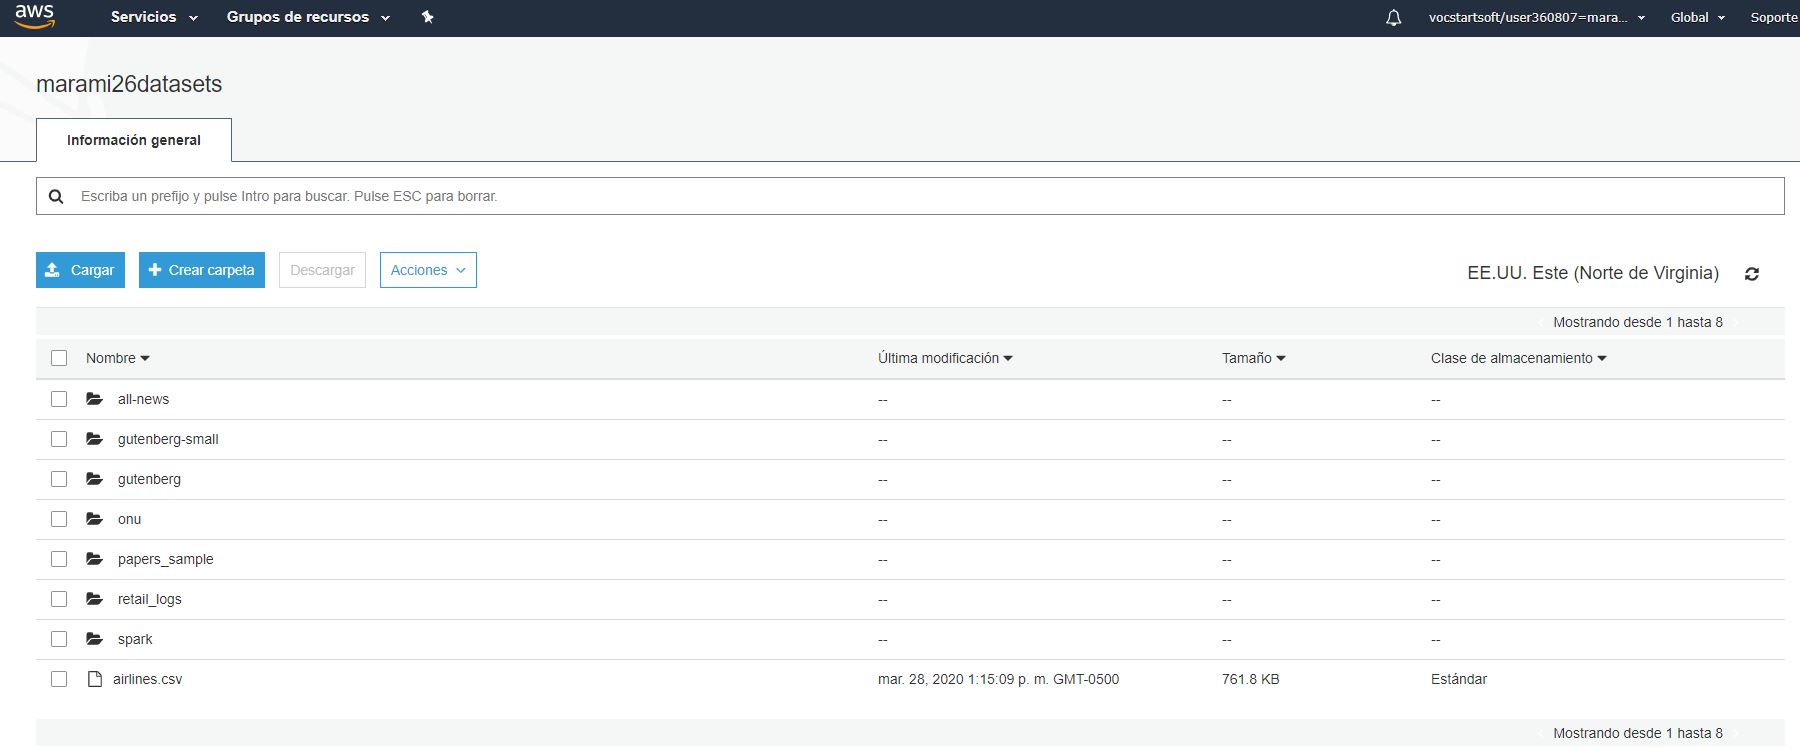 aws Servicios Grupos de recursos vocstartsoft/user360807=mara... Global Soporte
marami26datasets
Información general
Escriba un prefijo y pulse Intro para buscar. Pulse ESC para borrar.
Cargar Crear carpeta Descargar Acciones EE.UU. Este (Norte de Virginia)
Mostrando desde 1 hasta 8
Nombre Última modificación Tamaño Clase de almacenamiento
all-news -- -- --
gutenberg-small -- -- --
gutenberg -- -- --
onu -- -- --
papers_sample -- -- --
retail_logs -- -- --
spark -- -- --
airlines.csv mar. 28, 2020 1:15:09 p. m. GMT-0500 761.8 KB Estándar
Mostrando desde 1 hasta 8